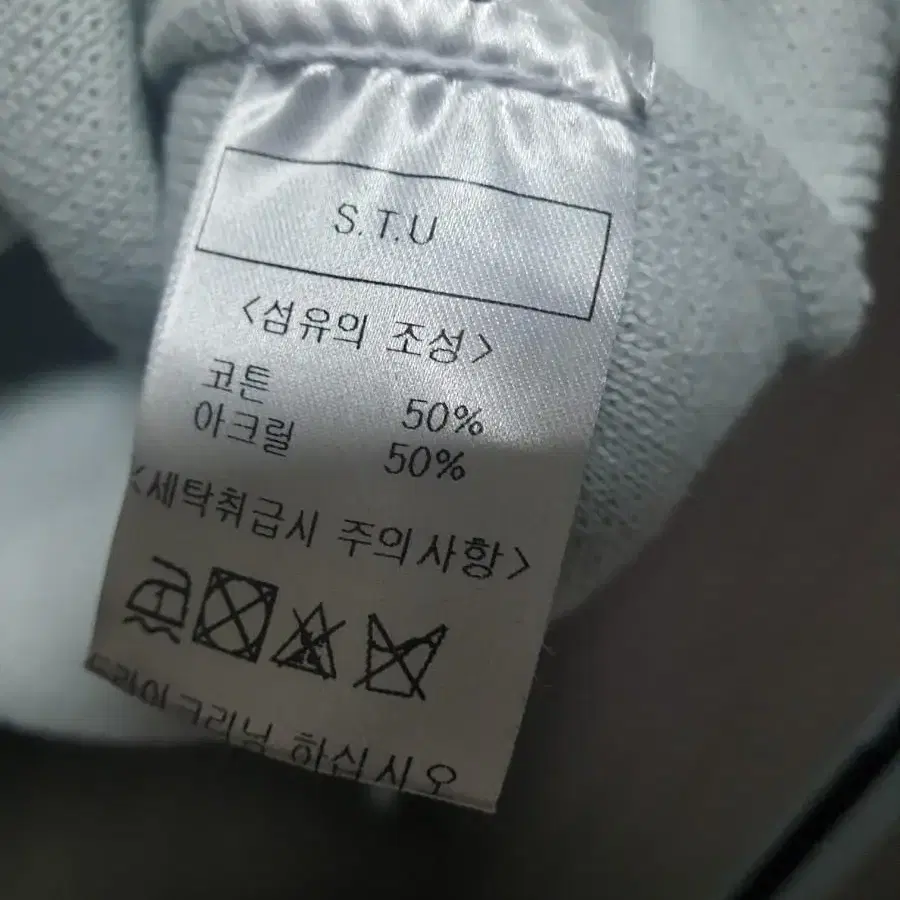 S.T.U
<섬유의 조성>
코튼 50%
아크릴 50%
<세탁취급시 주의사항>
드라이크리닝 하십시오